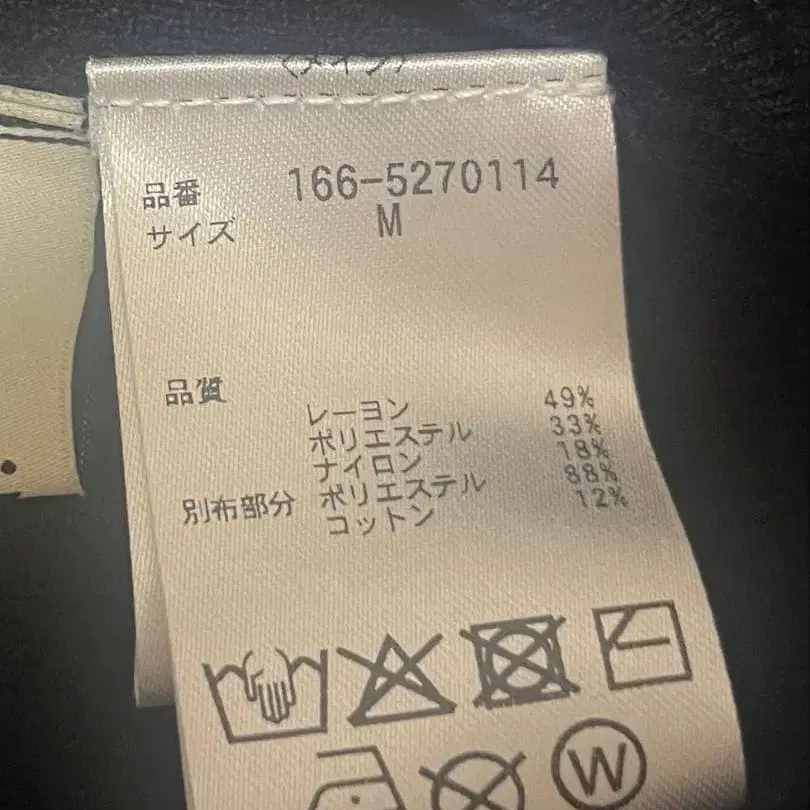 品番 166-5270114
サイズ M
品質 レーヨン 49%
ポリエステル 33%
ナイロン 18%
別布部分 ポリエステル 88%
コットン 12%
W